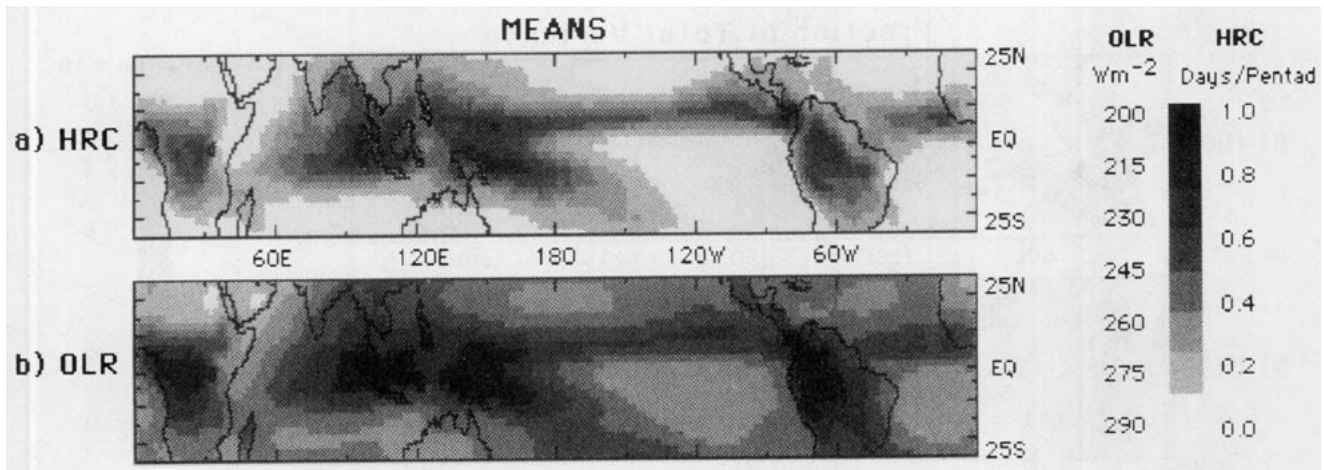 MEANS
a) HRC
25N
EQ
25S
60E 120E 180 120W 60W
b) OLR
25N
EQ
25S
OLR HRC
Wm-2 Days/Pentad
200 1.0
215 0.8
230
245 0.6
260 0.4
275 0.2
290 0.0